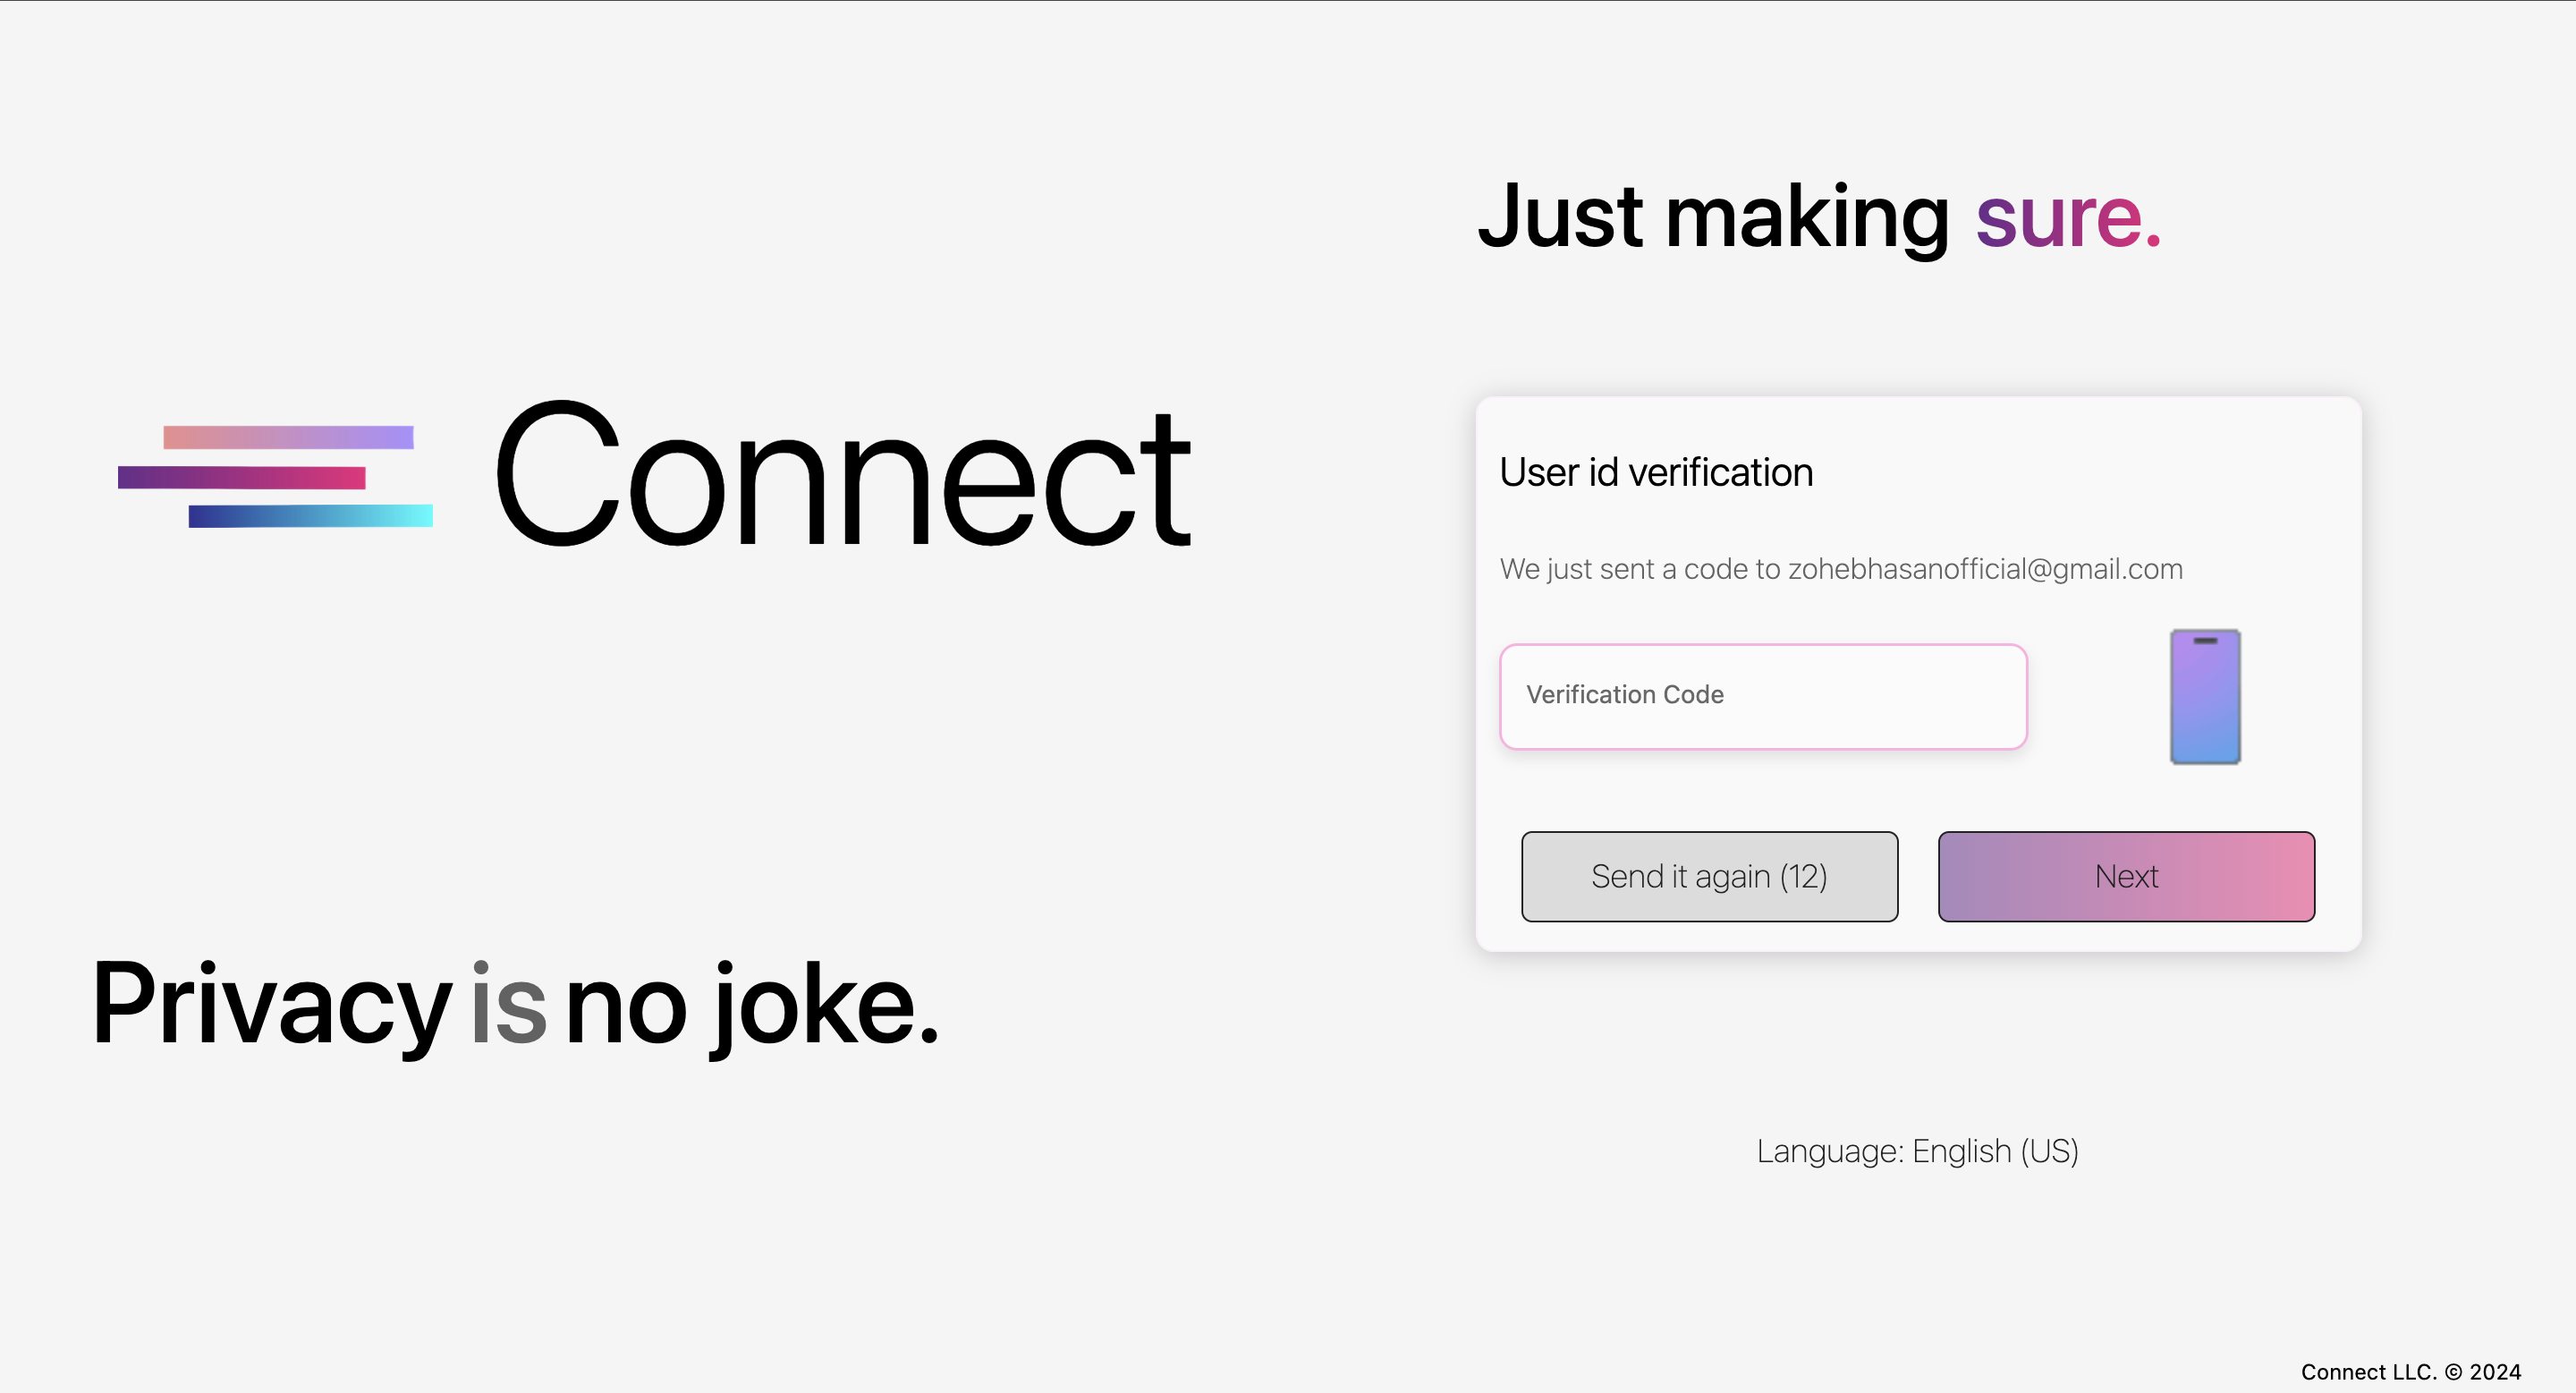 Connect
Privacy is no joke.
Just making sure.
User id verification
We just sent a code to zohebhasanofficial@gmail.com
Verification Code
Send it again (12)
Next
Language: English (US)
Connect LLC. © 2024